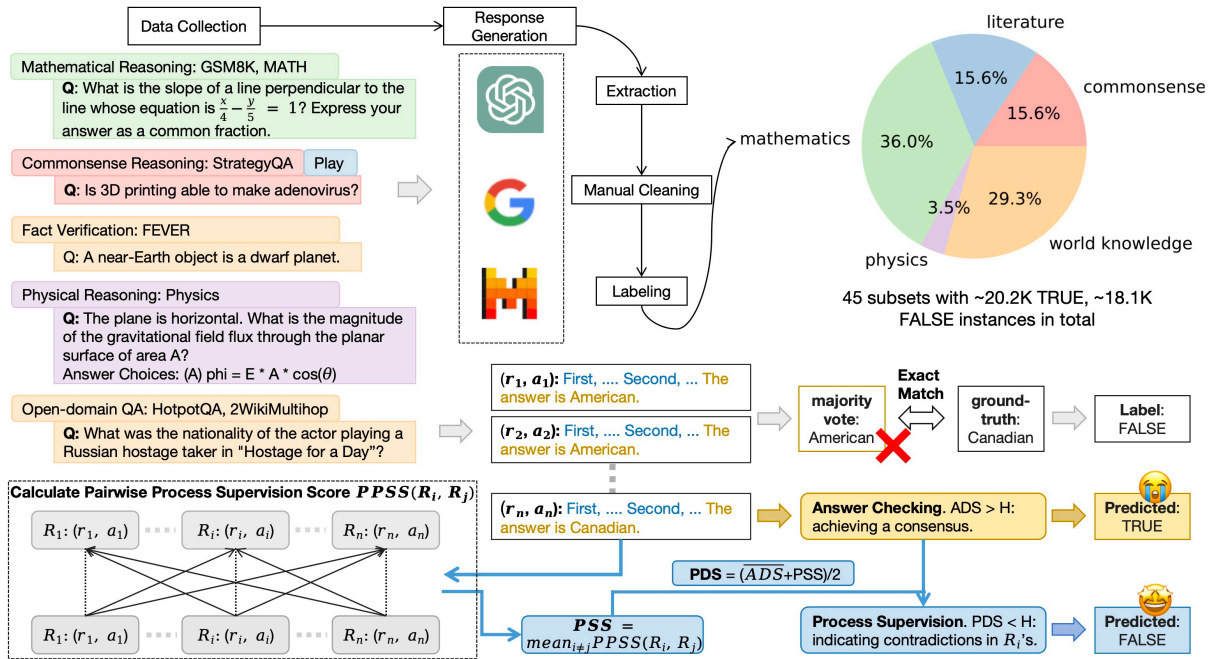 Data Collection
Response
Generation
Extraction
Manual Cleaning
Labeling
Mathematical Reasoning: GSM8K, MATH
Q: What is the slope of a line perpendicular to the
line whose equation is x/4 − y/5 = 1? Express your
answer as a common fraction.
Commonsense Reasoning: StrategyQA
Play
Q: Is 3D printing able to make adenovirus?
Fact Verification: FEVER
Q: A near-Earth object is a dwarf planet.
Physical Reasoning: Physics
Q: The plane is horizontal. What is the magnitude
of the gravitational field flux through the planar
surface of area A?
Answer Choices: (A) phi = E * A * cos(θ)
Open-domain QA: HotpotQA, 2WikiMultihop
Q: What was the nationality of the actor playing a
Russian hostage taker in "Hostage for a Day"?
literature
15.6%
commonsense
15.6%
mathematics
36.0%
3.5%
29.3%
physics
world knowledge
45 subsets with ~20.2K TRUE, ~18.1K
FALSE instances in total
(r₁, a₁): First, .... Second, ... The
answer is American.
(r₂, a₂): First, .... Second, ... The
answer is American.
(rₙ, aₙ): First, .... Second, ... The
answer is Canadian.
majority
vote:
American
Exact
Match
ground-
truth:
Canadian
Label:
FALSE
Answer Checking. ADS > H:
achieving a consensus.
Predicted:
TRUE
Calculate Pairwise Process Supervision Score PPSS(Rᵢ, Rⱼ)
R₁: (r₁, a₁)
Rᵢ: (rᵢ, aᵢ)
Rₙ: (rₙ, aₙ)
R₁: (r₁, a₁)
Rᵢ: (rᵢ, aᵢ)
Rₙ: (rₙ, aₙ)
PDS = (A̅D̅S̅+PSS)/2
PSS =
meanᵢ≠ⱼPPSS(Rᵢ, Rⱼ)
Process Supervision. PDS < H:
indicating contradictions in Rᵢ's.
Predicted:
FALSE